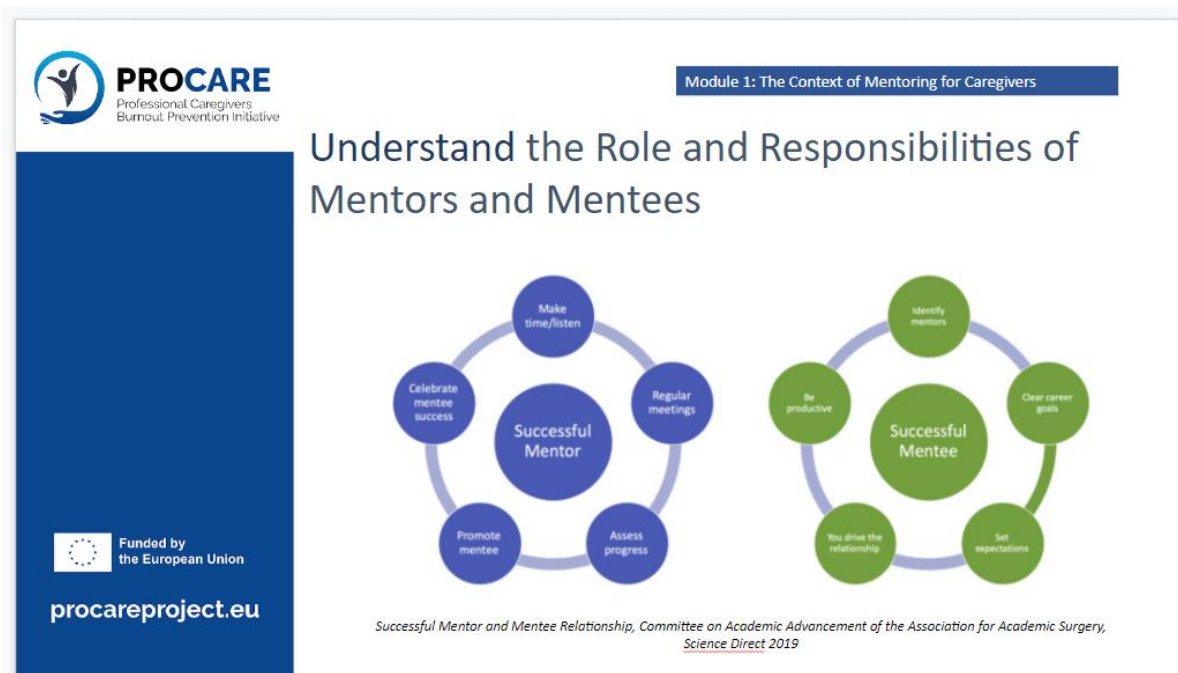 PROCARE
Professional Caregivers
Burnout Prevention Initiative
Module 1: The Context of Mentoring for Caregivers
Understand the Role and Responsibilities of
Mentors and Mentees
Make
time/listen
Regular
meetings
Assess
progress
Promote
mentee
Celebrate
mentee
success
Successful
Mentor
Identify
mentors
Clear career
goals
Set
expectations
You drive the
relationship
Be
productive
Successful
Mentee
Funded by
the European Union
procareproject.eu
Successful Mentor and Mentee Relationship, Committee on Academic Advancement of the Association for Academic Surgery,
Science Direct 2019